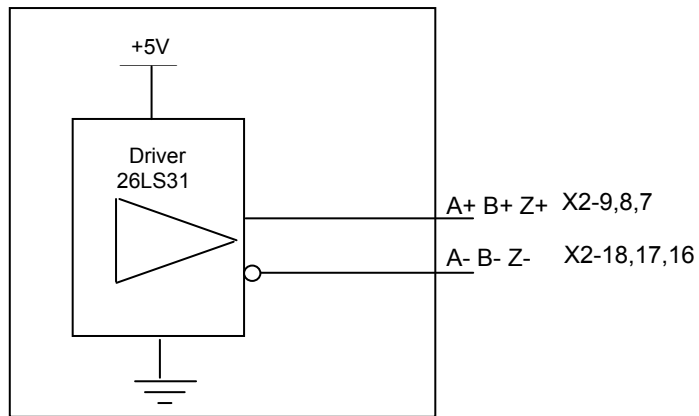 +5V
Driver
26LS31
A+ B+ Z+ X2-9,8,7
A- B- Z- X2-18,17,16